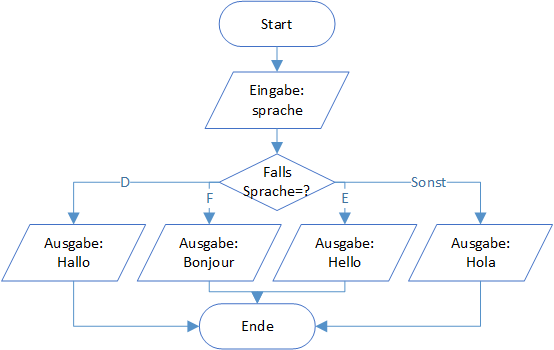 Start
Eingabe:
sprache
Falls
Sprache=?
D
F
E
Sonst
Ausgabe:
Hallo
Ausgabe:
Bonjour
Ausgabe:
Hello
Ausgabe:
Hola
Ende